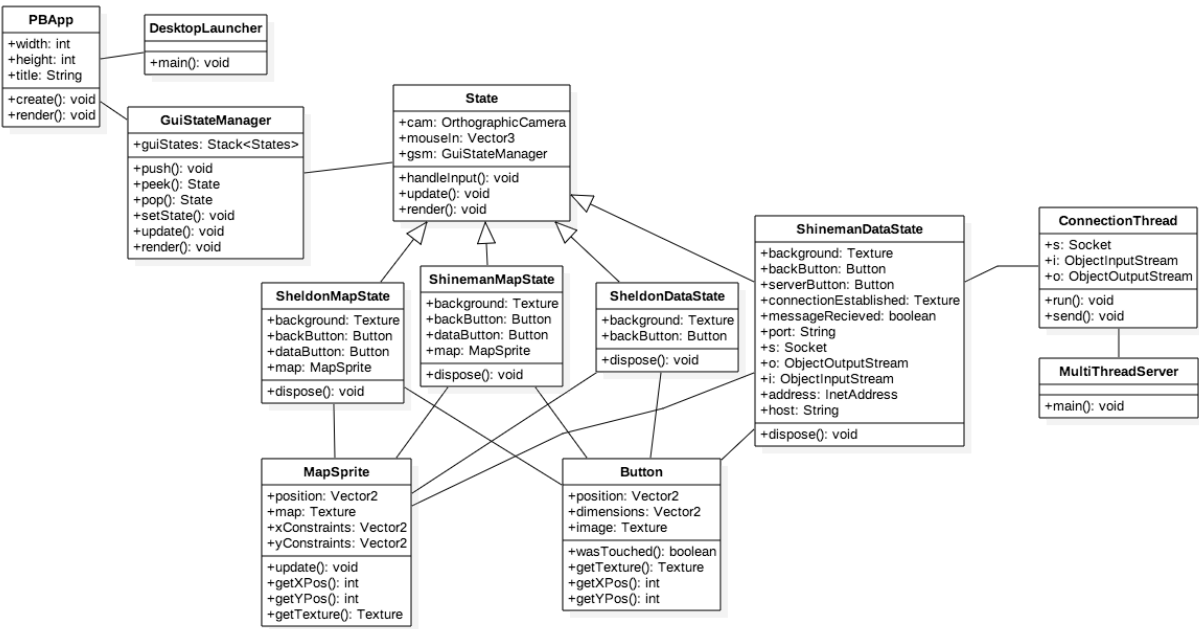 PBApp
+width: int
+height: int
+title: String
+create(): void
+render(): void
DesktopLauncher
+main(): void
GuiStateManager
+guiStates: Stack<States>
+push(): void
+peek(): State
+pop(): State
+setState(): void
+update(): void
+render(): void
State
+cam: OrthographicCamera
+mouseIn: Vector3
+gsm: GuiStateManager
+handleInput(): void
+update(): void
+render(): void
SheldonMapState
+background: Texture
+backButton: Button
+dataButton: Button
+map: MapSprite
+dispose(): void
ShinemanMapState
+background: Texture
+backButton: Button
+dataButton: Button
+map: MapSprite
+dispose(): void
SheldonDataState
+background: Texture
+backButton: Button
+dispose(): void
ShinemanDataState
+background: Texture
+backButton: Button
+serverButton: Button
+connectionEstablished: Texture
+messageRecieved: boolean
+port: String
+s: Socket
+o: ObjectOutputStream
+i: ObjectInputStream
+address: InetAddress
+host: String
+dispose(): void
ConnectionThread
+s: Socket
+i: ObjectInputStream
+o: ObjectOutputStream
+run(): void
+send(): void
MultiThreadServer
+main(): void
MapSprite
+position: Vector2
+map: Texture
+xConstraints: Vector2
+yConstraints: Vector2
+update(): void
+getXPos(): int
+getYPos(): int
+getTexture(): Texture
Button
+position: Vector2
+dimensions: Vector2
+image: Texture
+wasTouched(): boolean
+getTexture(): Texture
+getXPos(): int
+getYPos(): int